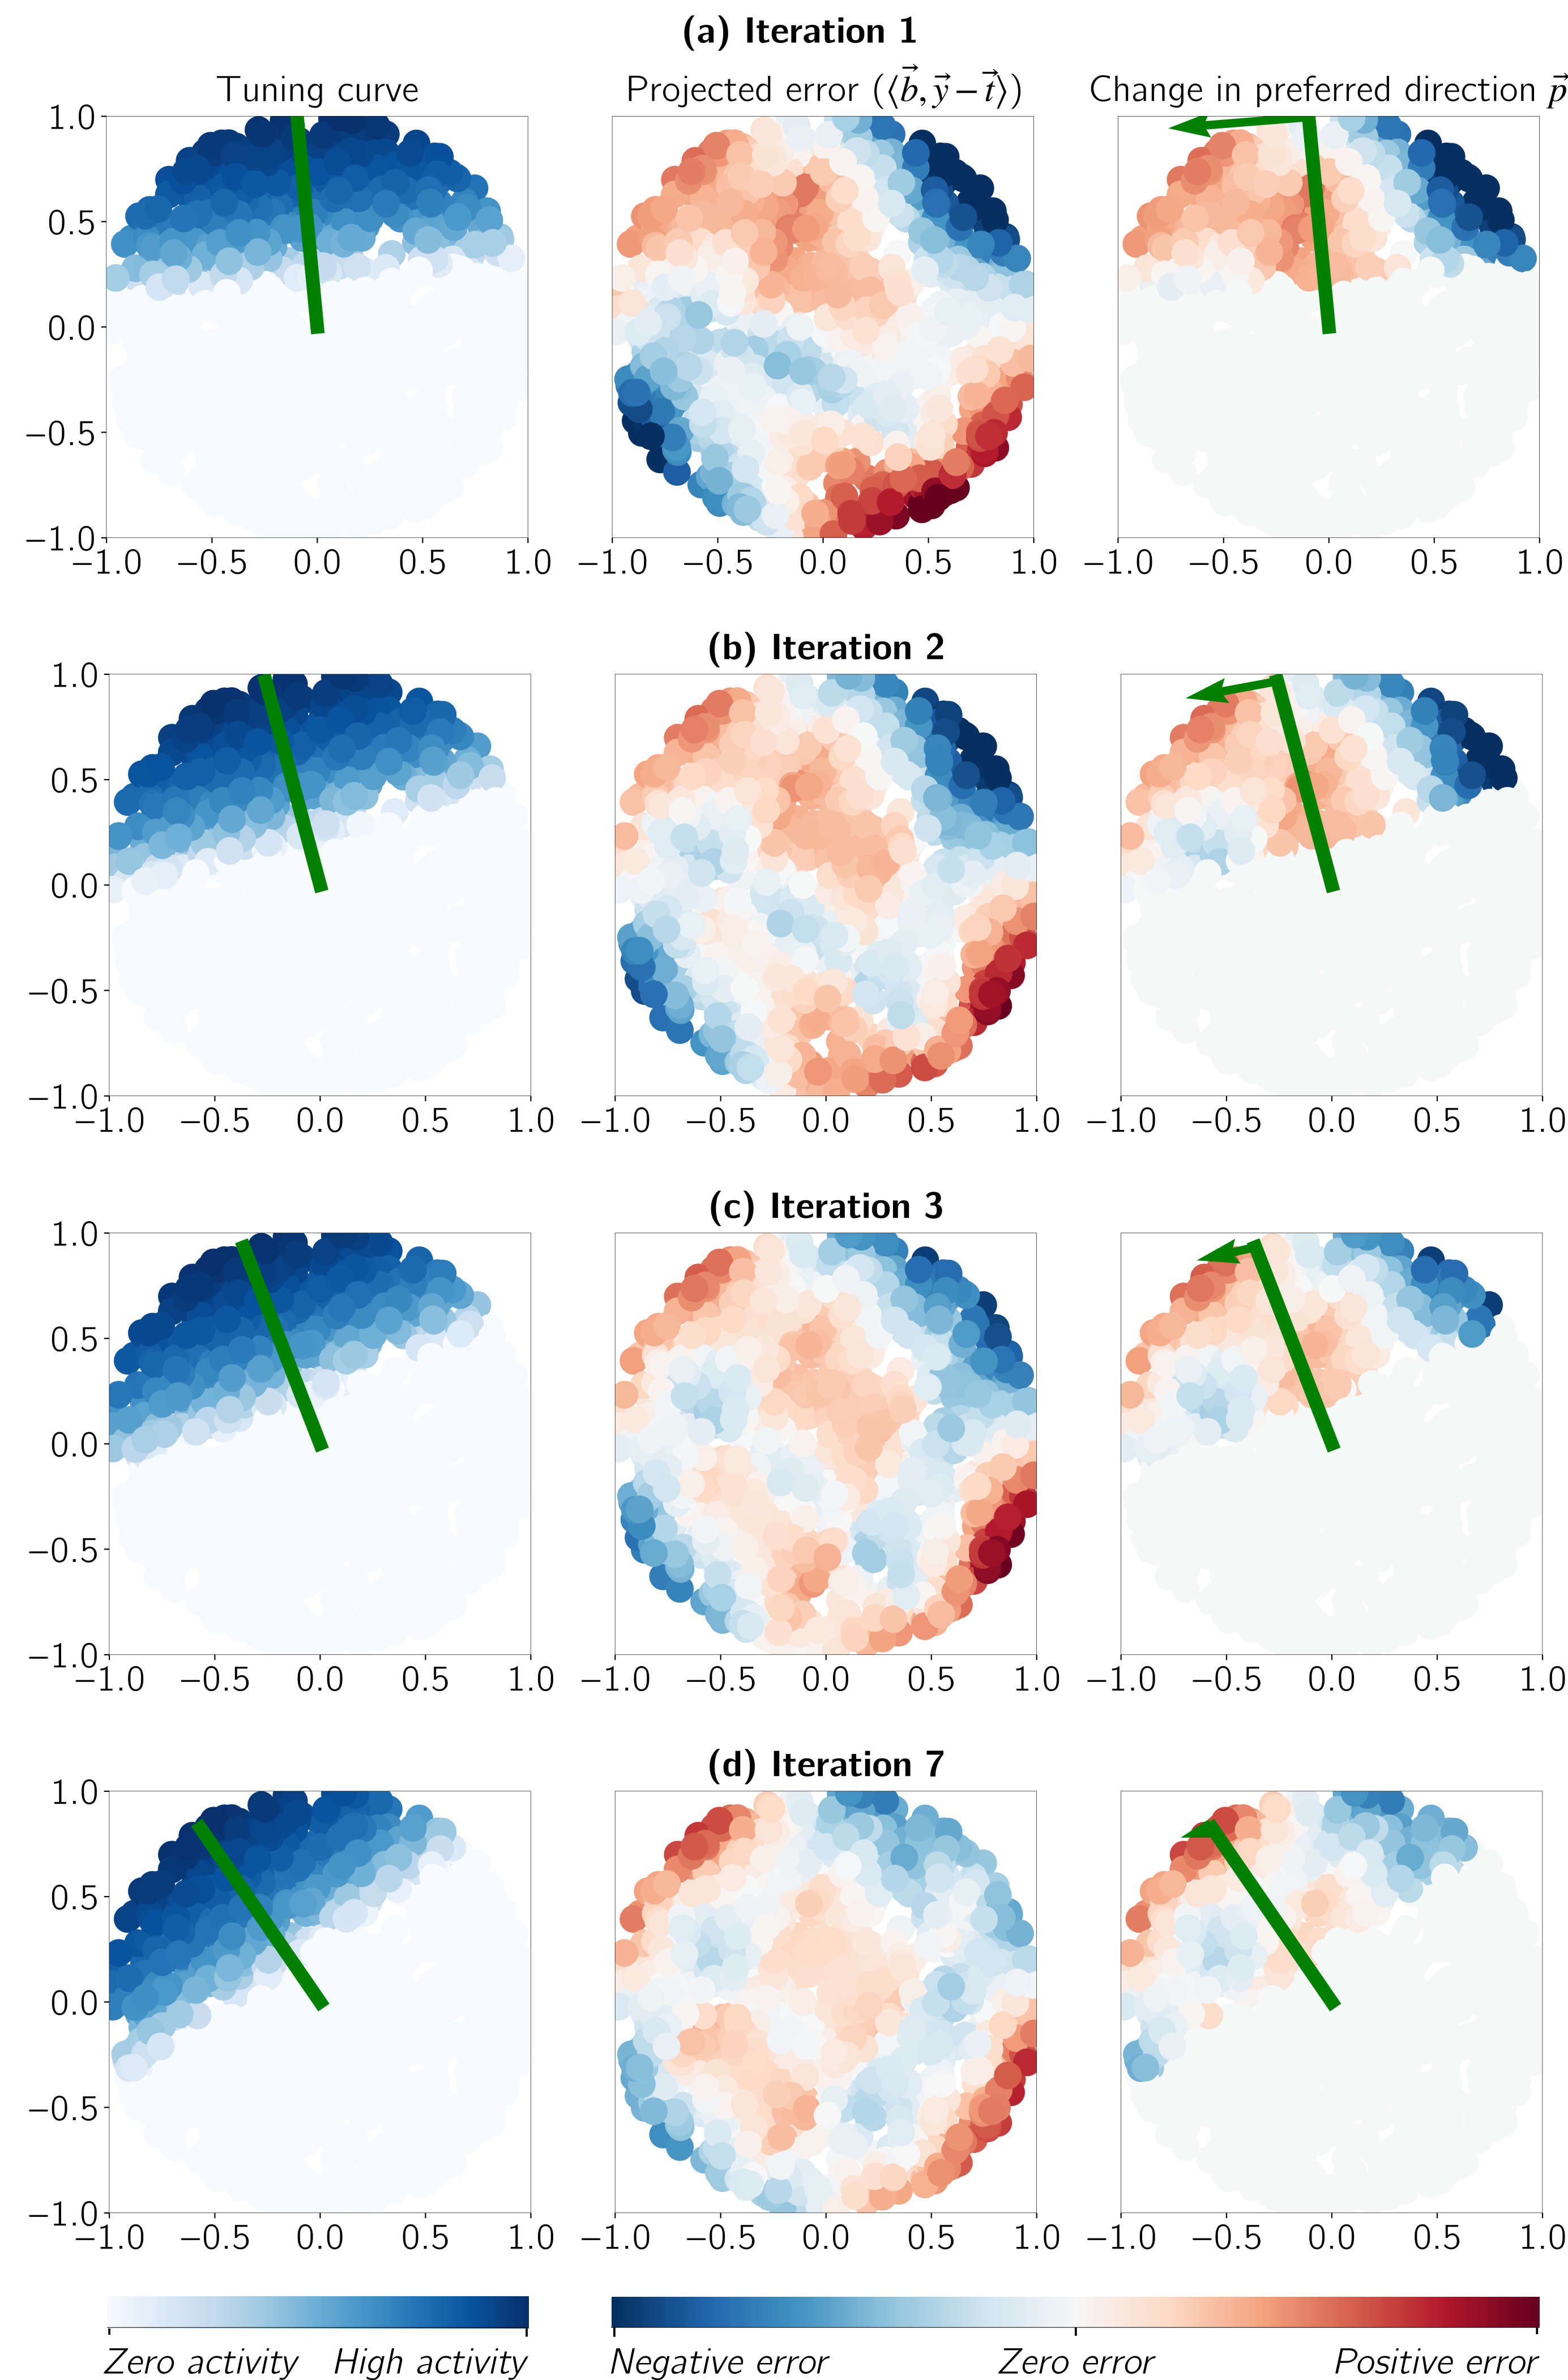 (a) Iteration 1
Tuning curve
Projected error (⟨b⃗, y⃗ − t⃗⟩)
Change in preferred direction p⃗
1.0
0.5
0.0
−0.5
−1.0
−1.0 −0.5 0.0 0.5 1.0
−1.0 −0.5 0.0 0.5 1.0
−1.0 −0.5 0.0 0.5 1.0
(b) Iteration 2
1.0
0.5
0.0
−0.5
−1.0
−1.0 −0.5 0.0 0.5 1.0
−1.0 −0.5 0.0 0.5 1.0
−1.0 −0.5 0.0 0.5 1.0
(c) Iteration 3
1.0
0.5
0.0
−0.5
−1.0
−1.0 −0.5 0.0 0.5 1.0
−1.0 −0.5 0.0 0.5 1.0
−1.0 −0.5 0.0 0.5 1.0
(d) Iteration 7
1.0
0.5
0.0
−0.5
−1.0
−1.0 −0.5 0.0 0.5 1.0
−1.0 −0.5 0.0 0.5 1.0
−1.0 −0.5 0.0 0.5 1.0
Zero activity High activity
Negative error Zero error Positive error